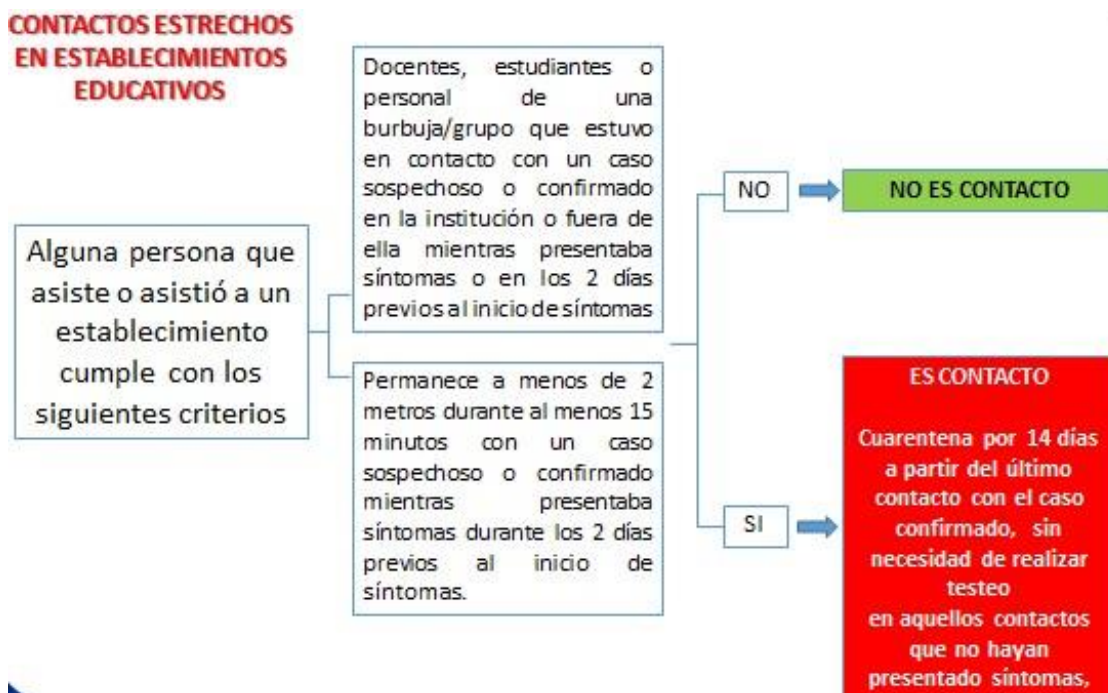 CONTACTOS ESTRECHOS
EN ESTABLECIMIENTOS
EDUCATIVOS
Alguna persona que
asiste o asistió a un
establecimiento
cumple con los
siguientes criterios
Docentes, estudiantes o
personal de una
burbuja/grupo que estuvo
en contacto con un caso
sospechoso o confirmado
en la institución o fuera de
ella mientras presentaba
síntomas o en los 2 días
previos al inicio de síntomas
Permanece a menos de 2
metros durante al menos 15
minutos con un caso
sospechoso o confirmado
mientras presentaba
síntomas durante los 2 días
previos al inicio de
síntomas.
NO
NO ES CONTACTO
SI
ES CONTACTO
Cuarentena por 14 días
a partir del último
contacto con el caso
confirmado, sin
necesidad de realizar
testeo
en aquellos contactos
que no hayan
presentado síntomas,